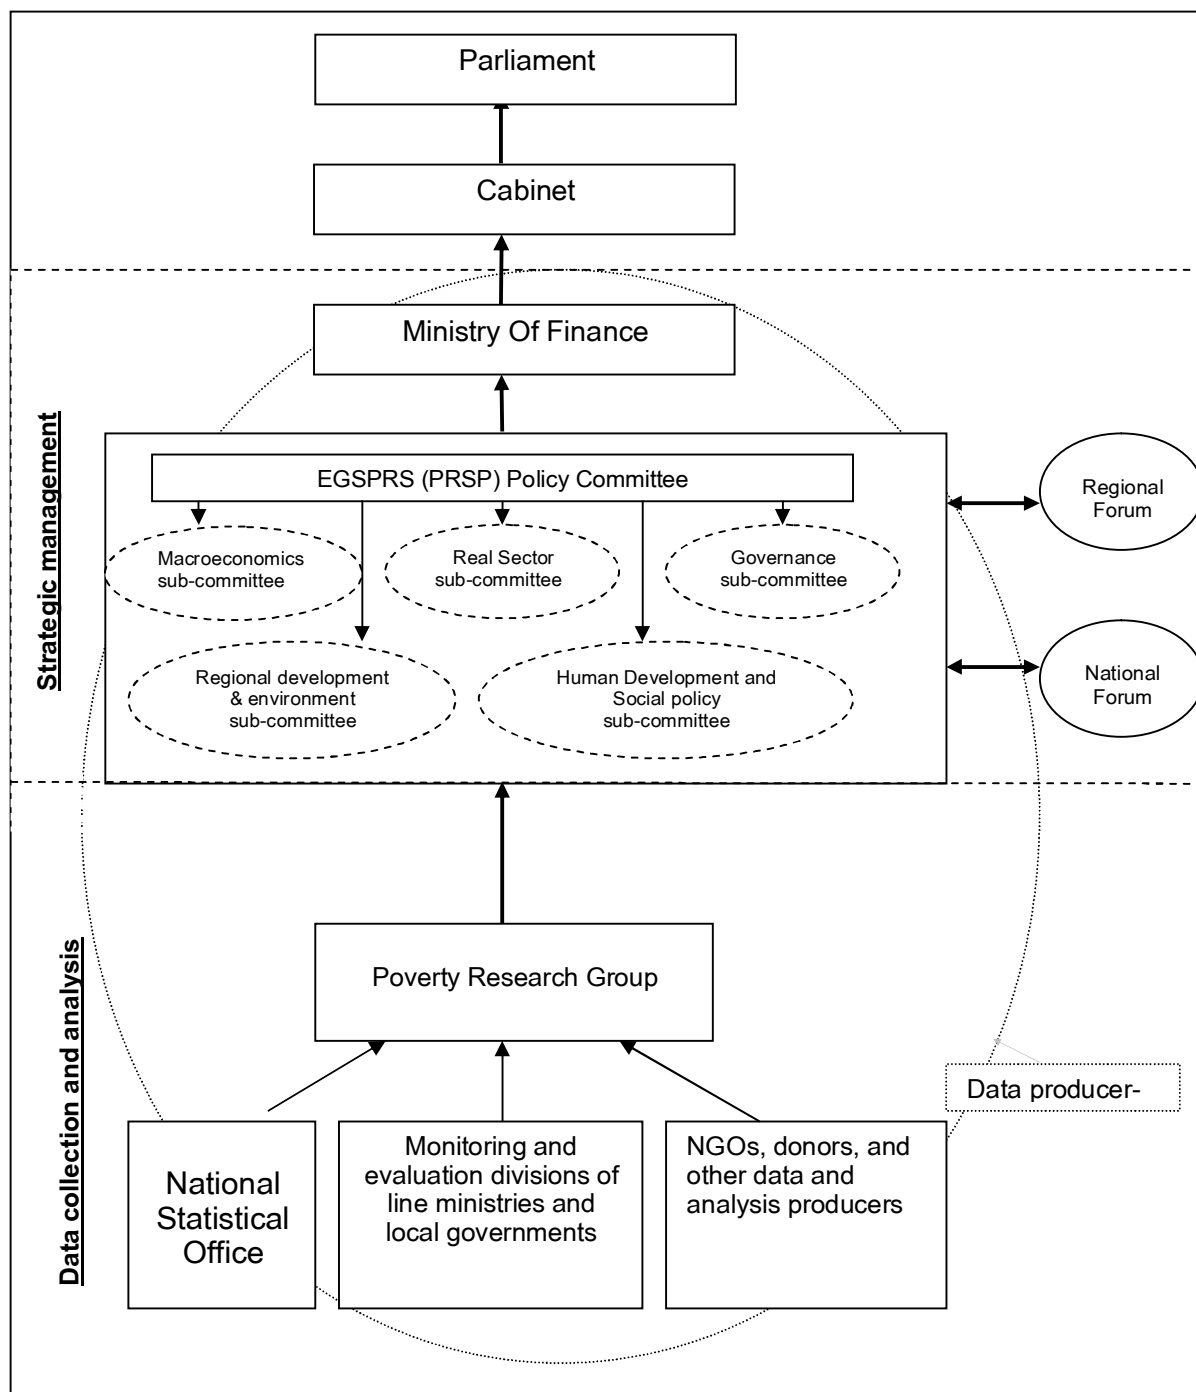 Parliament
Cabinet
Ministry Of Finance
Strategic management
EGSPRS (PRSP) Policy Committee
Macroeconomics
sub-committee
Real Sector
sub-committee
Governance
sub-committee
Regional development
& environment
sub-committee
Human Development and
Social policy
sub-committee
Regional
Forum
National
Forum
Data collection and analysis
Poverty Research Group
Data producer-
National
Statistical
Office
Monitoring and
evaluation divisions of
line ministries and
local governments
NGOs, donors, and
other data and
analysis producers